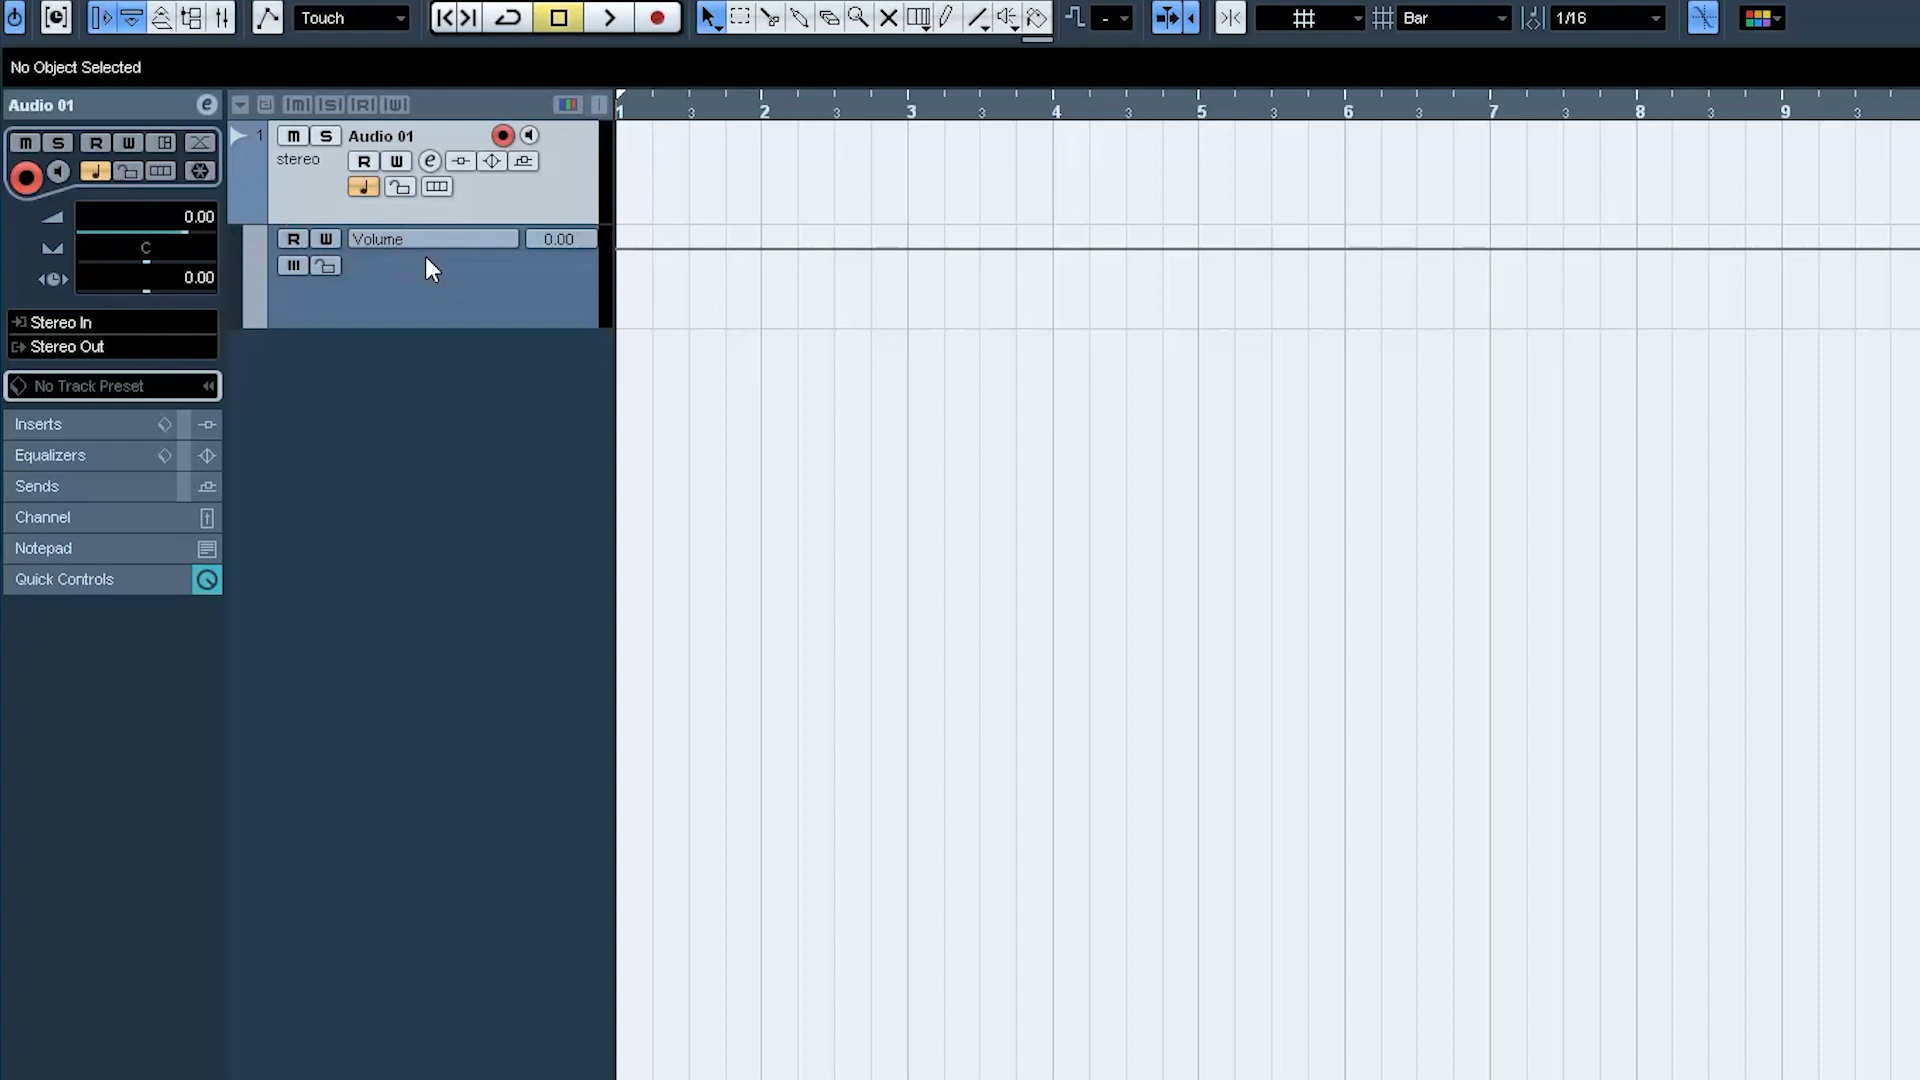 Touch
- Bar 1/16
No Object Selected
Audio 01 e
1 2 3 4 5 6 7 8 9
3 3 3 3 3 3 3 3 3
M S R W
1 M S Audio 01
stereo R W e
0.00
C
0.00
R W Volume 0.00
Stereo In
Stereo Out
No Track Preset
Inserts
Equalizers
Sends
Channel
Notepad
Quick Controls